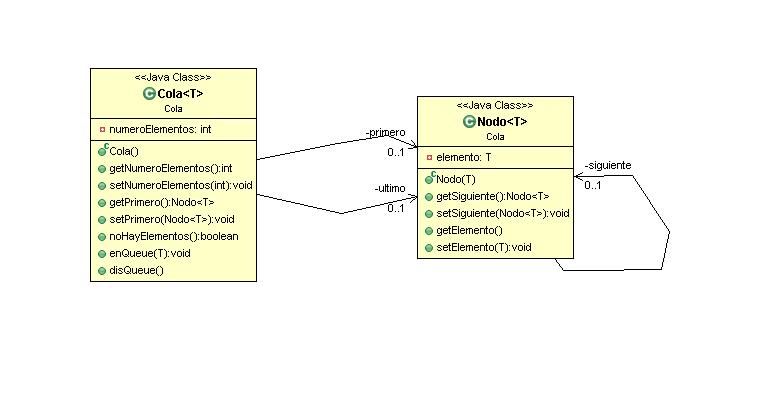 <<Java Class>>
C Cola<T>
Cola
numeroElementos: int
c Cola()
getNumeroElementos():int
setNumeroElementos(int):void
getPrimero():Nodo<T>
setPrimero(Nodo<T>):void
noHayElementos():boolean
enQueue(T):void
disQueue()
-primero
0..1
-ultimo
0..1
<<Java Class>>
C Nodo<T>
Cola
elemento: T
c Nodo(T)
getSiguiente():Nodo<T>
setSiguiente(Nodo<T>):void
getElemento()
setElemento(T):void
-siguiente
0..1